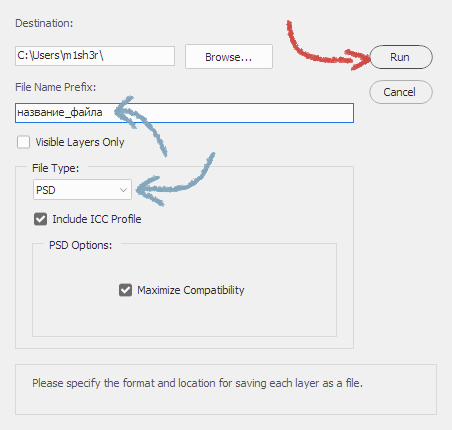 Destination:
C:\Users\m1sh3r\
Browse...
Run
File Name Prefix:
Cancel
название_файла
Visible Layers Only
File Type:
PSD
Include ICC Profile
PSD Options:
Maximize Compatibility
Please specify the format and location for saving each layer as a file.